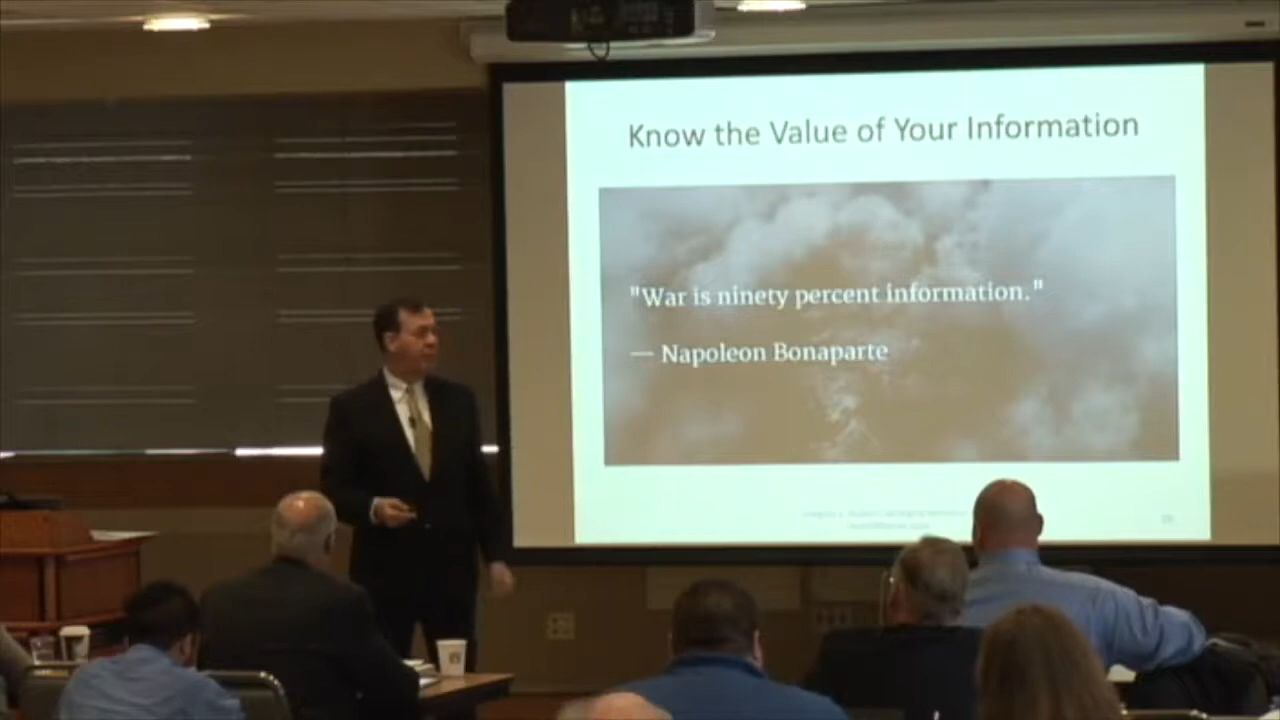 Know the Value of Your Information
"War is ninety percent information."
— Napoleon Bonaparte